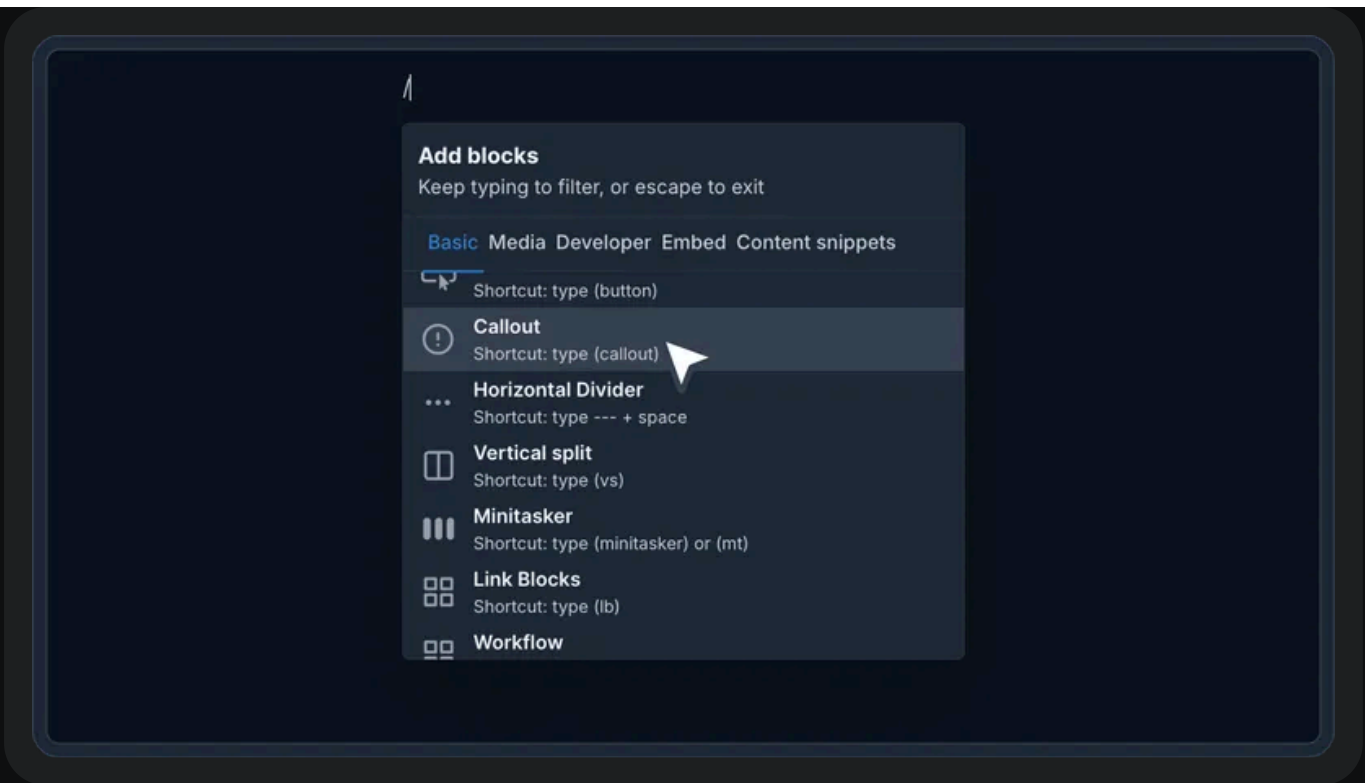 /
Add blocks
Keep typing to filter, or escape to exit
Basic Media Developer Embed Content snippets
Shortcut: type (button)
Callout
Shortcut: type (callout)
Horizontal Divider
Shortcut: type --- + space
Vertical split
Shortcut: type (vs)
Minitasker
Shortcut: type (minitasker) or (mt)
Link Blocks
Shortcut: type (lb)
Workflow